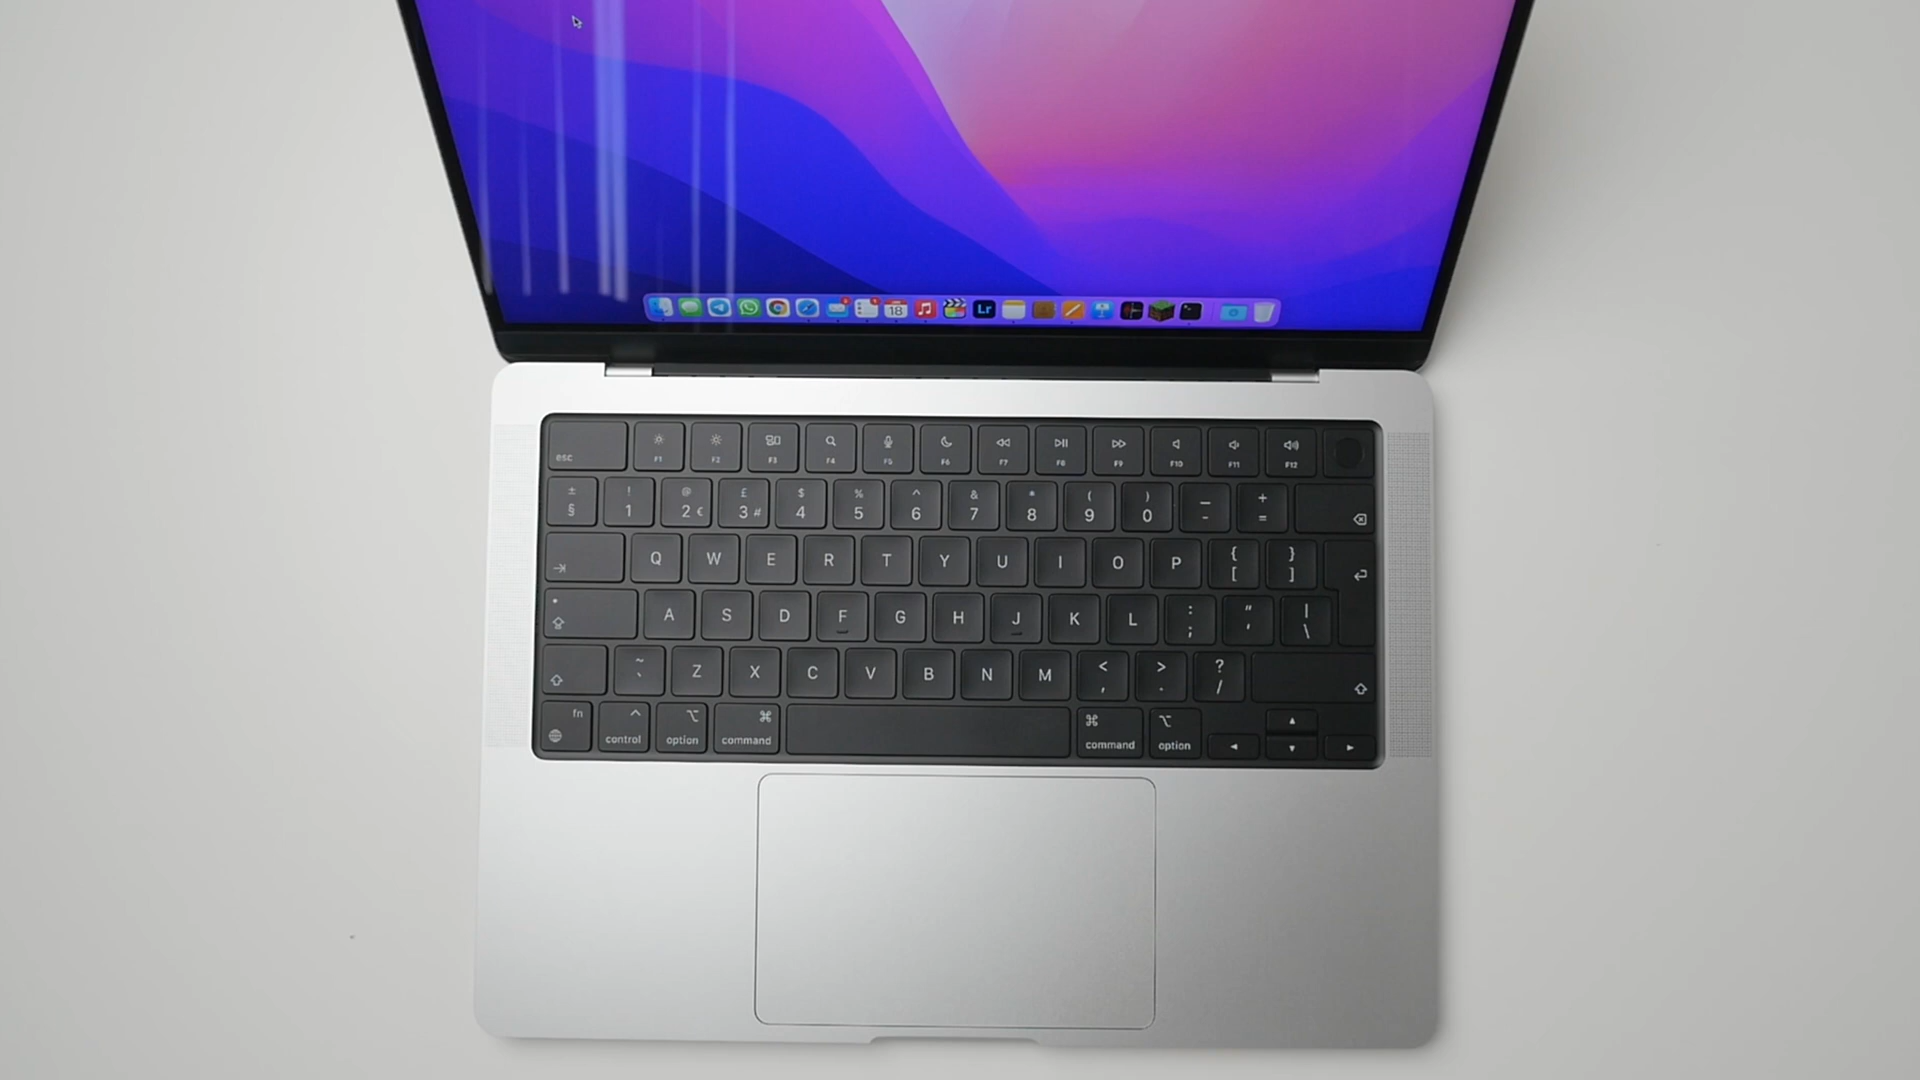 18
Lr
esc F1 F2 F3 F4 F5 F6 F7 F8 F9 F10 F11 F12
± ! @ £ $ % ^ & * ( ) — +
§ 1 2 € 3 # 4 5 6 7 8 9 0 - =
Q W E R T Y U I O P { }
[ ]
A S D F G H J K L : " |
; ' \
~ Z X C V B N M < > ?
` , . /
fn ^ ⌥ ⌘ ⌘ ⌥
control option command command option